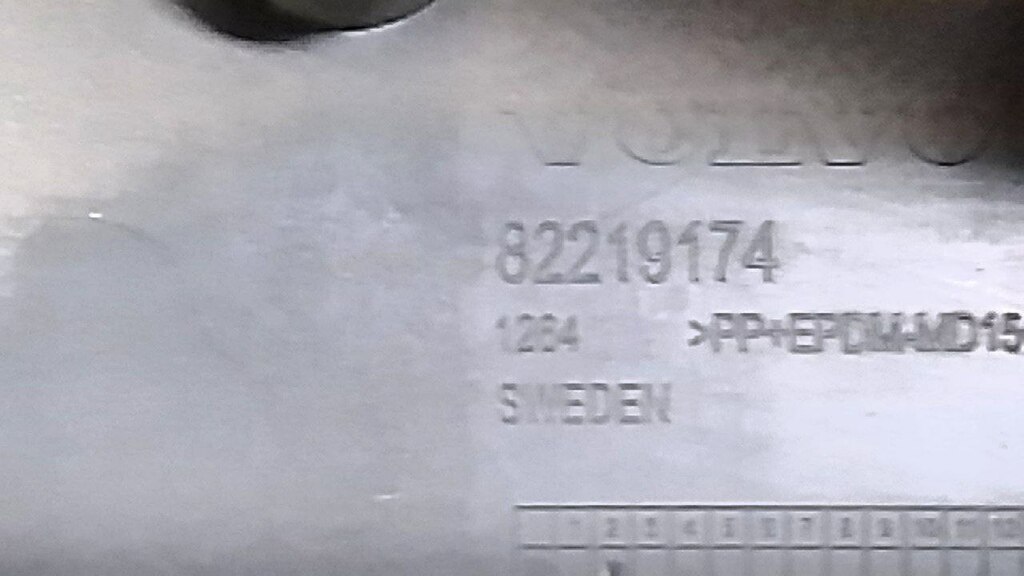 VOLVO
82219174
1284 >PP+EPDM-MD15
SWEDEN
1 2 3 4 5 6 7 8 9 10 11 12